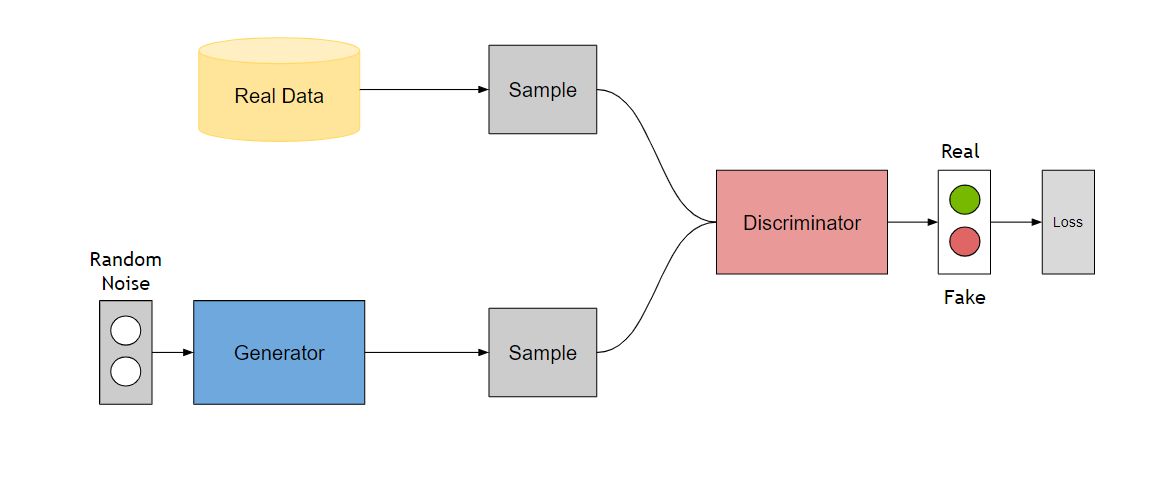 Real Data
Sample
Real
Discriminator
Loss
Random
Noise
Fake
Generator
Sample